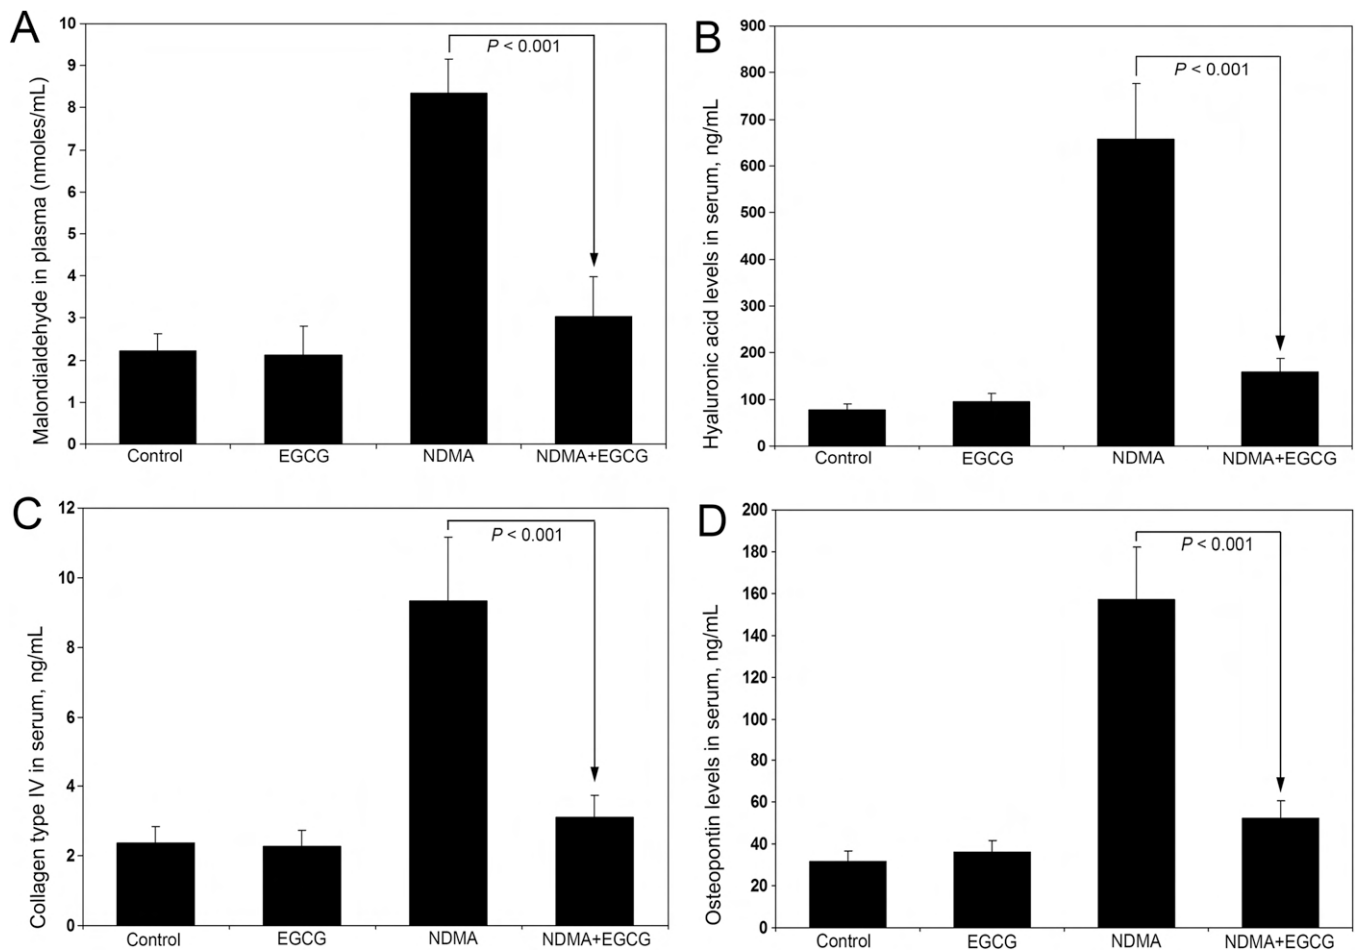 A
Malondialdehyde in plasma (nmoles/mL)
10
9
8
7
6
5
4
3
2
1
0
P < 0.001
Control EGCG NDMA NDMA+EGCG
B
Hyaluronic acid levels in serum, ng/mL
900
800
700
600
500
400
300
200
100
0
P < 0.001
Control EGCG NDMA NDMA+EGCG
C
Collagen type IV in serum, ng/mL
12
10
8
6
4
2
0
P < 0.001
Control EGCG NDMA NDMA+EGCG
D
Osteopontin levels in serum, ng/mL
200
180
160
140
120
100
80
60
40
20
0
P < 0.001
Control EGCG NDMA NDMA+EGCG